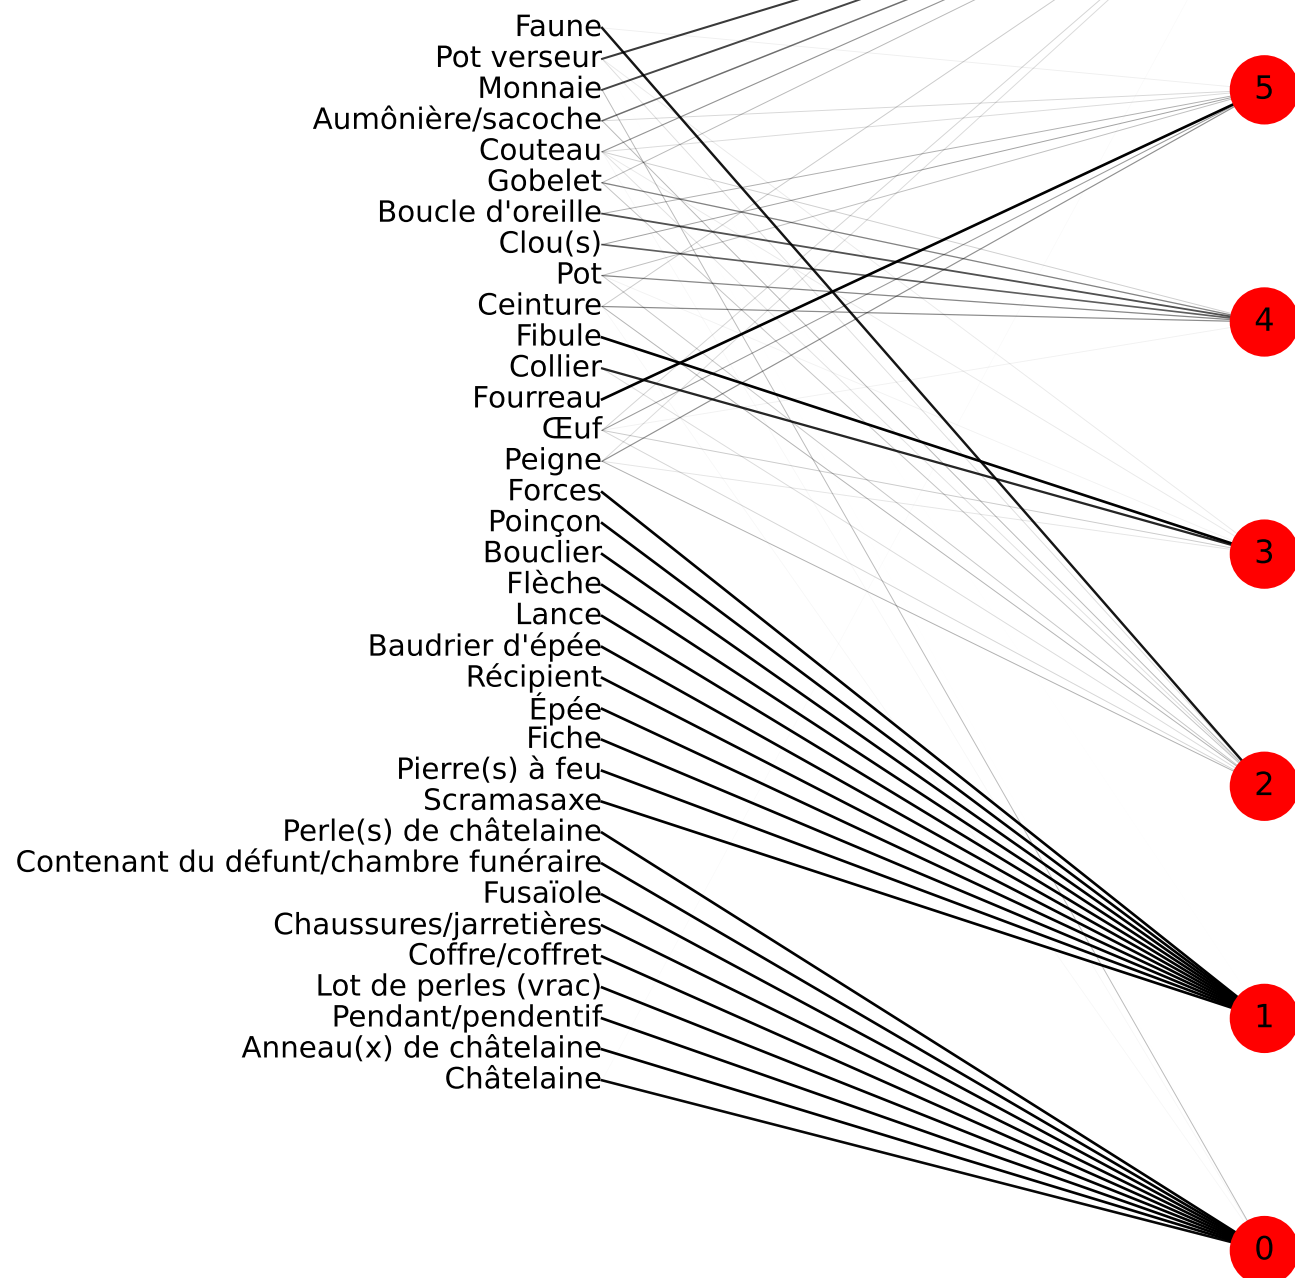 Faune
Pot verseur
Monnaie
Aumônière/sacoche
Couteau
Gobelet
Boucle d'oreille
Clou(s)
Pot
Ceinture
Fibule
Collier
Fourreau
Œuf
Peigne
Forces
Poinçon
Bouclier
Flèche
Lance
Baudrier d'épée
Récipient
Épée
Fiche
Pierre(s) à feu
Scramasaxe
Perle(s) de châtelaine
Contenant du défunt/chambre funéraire
Fusaïole
Chaussures/jarretières
Coffre/coffret
Lot de perles (vrac)
Pendant/pendentif
Anneau(x) de châtelaine
Châtelaine
5
4
3
2
1
0